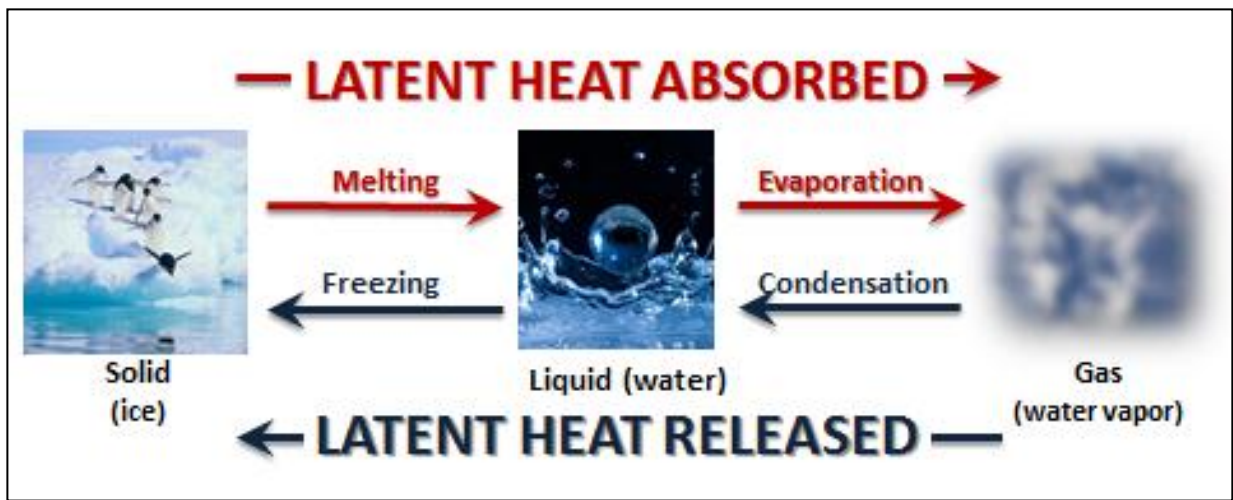 LATENT HEAT ABSORBED
Melting
Evaporation
Freezing
Condensation
Solid
(ice)
Liquid (water)
Gas
(water vapor)
LATENT HEAT RELEASED